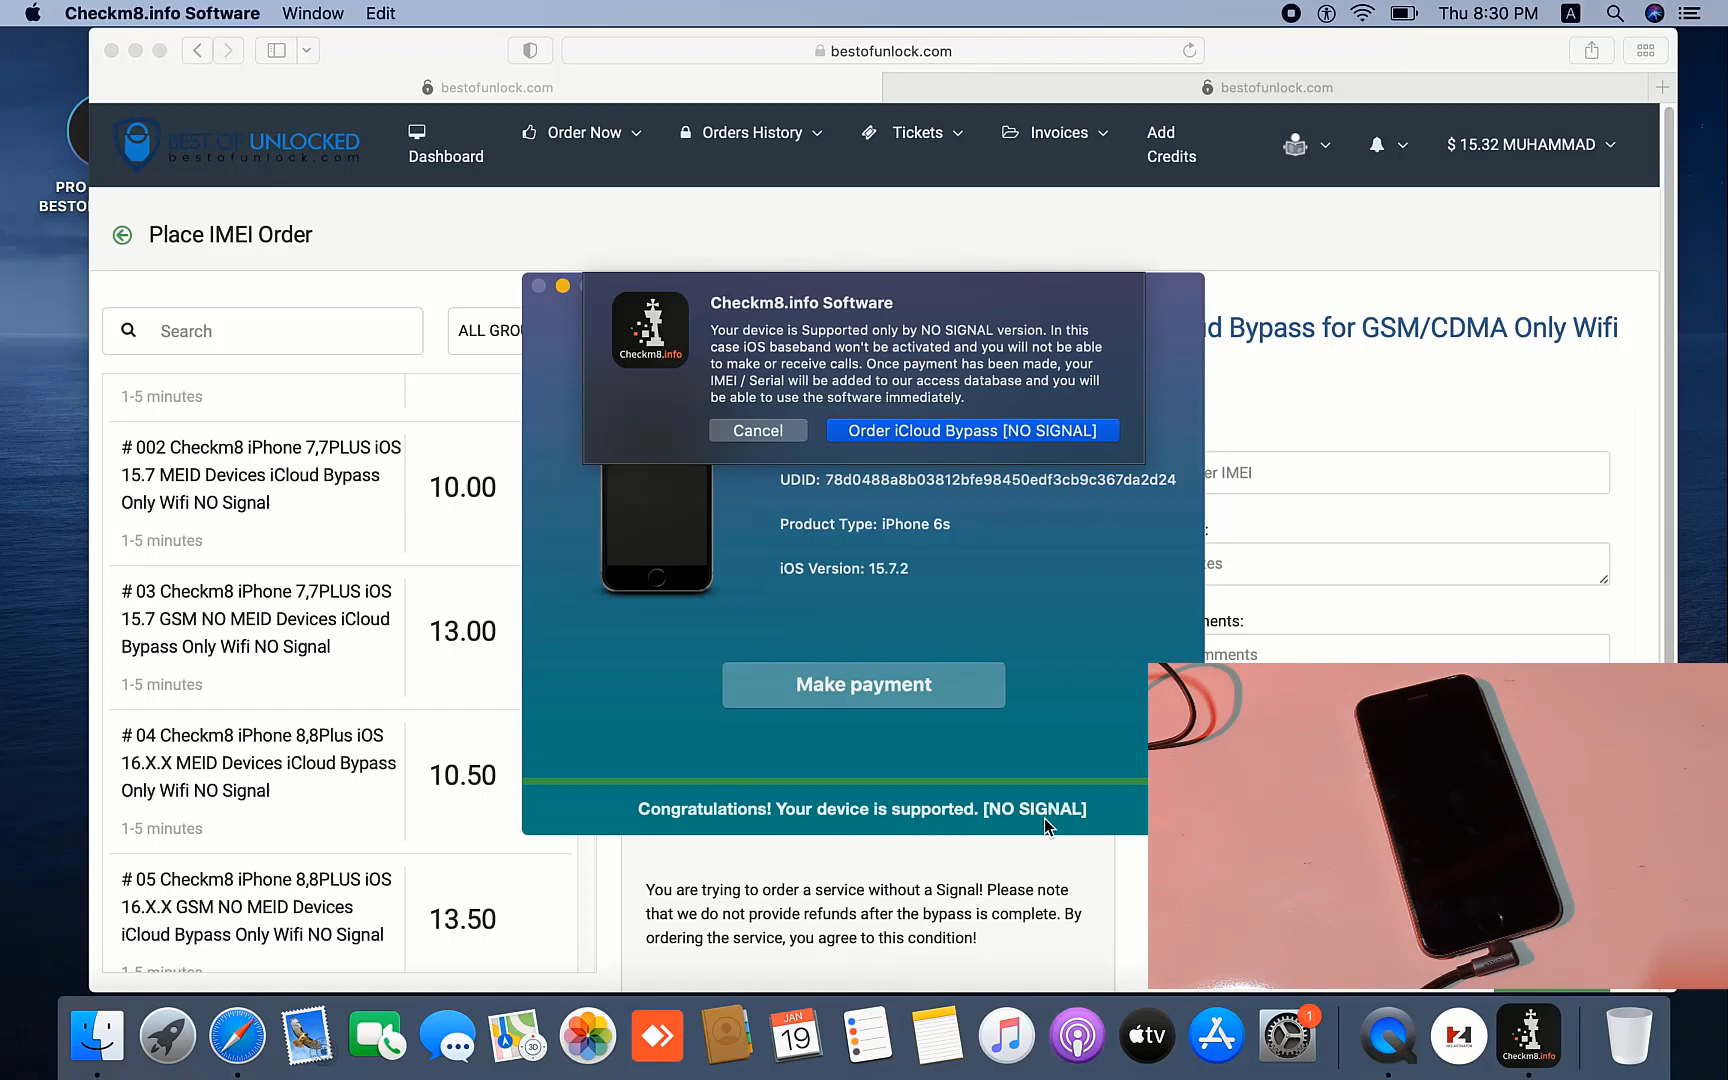 Checkm8.info Software Window Edit
Thu 8:30 PM A
bestofunlock.com
bestofunlock.com
bestofunlock.com
BEST OF UNLOCKED
bestofunlock.com
Dashboard
Order Now
Orders History
Tickets
Invoices
Add
Credits
$ 15.32 MUHAMMAD
PRO
BESTO
Place IMEI Order
Search
ALL GRO
1-5 minutes
# 002 Checkm8 iPhone 7,7PLUS iOS
15.7 MEID Devices iCloud Bypass
Only Wifi NO Signal
10.00
1-5 minutes
# 03 Checkm8 iPhone 7,7PLUS iOS
15.7 GSM NO MEID Devices iCloud
Bypass Only Wifi NO Signal
13.00
1-5 minutes
# 04 Checkm8 iPhone 8,8Plus iOS
16.X.X MEID Devices iCloud Bypass
Only Wifi NO Signal
10.50
1-5 minutes
# 05 Checkm8 iPhone 8,8PLUS iOS
16.X.X GSM NO MEID Devices
iCloud Bypass Only Wifi NO Signal
13.50
1-5 minutes
Checkm8.info
Checkm8.info Software
Your device is Supported only by NO SIGNAL version. In this
case iOS baseband won't be activated and you will not be able
to make or receive calls. Once payment has been made, your
IMEI / Serial will be added to our access database and you will
be able to use the software immediately.
Cancel
Order iCloud Bypass [NO SIGNAL]
UDID: 78d0488a8b03812bfe98450edf3cb9c367da2d24
Product Type: iPhone 6s
iOS Version: 15.7.2
Make payment
Congratulations! Your device is supported. [NO SIGNAL]
You are trying to order a service without a Signal! Please note
that we do not provide refunds after the bypass is complete. By
ordering the service, you agree to this condition!
d Bypass for GSM/CDMA Only Wifi
er IMEI
:
es
nents:
mments
JAN
19
3D
tv
1
Checkm8.info